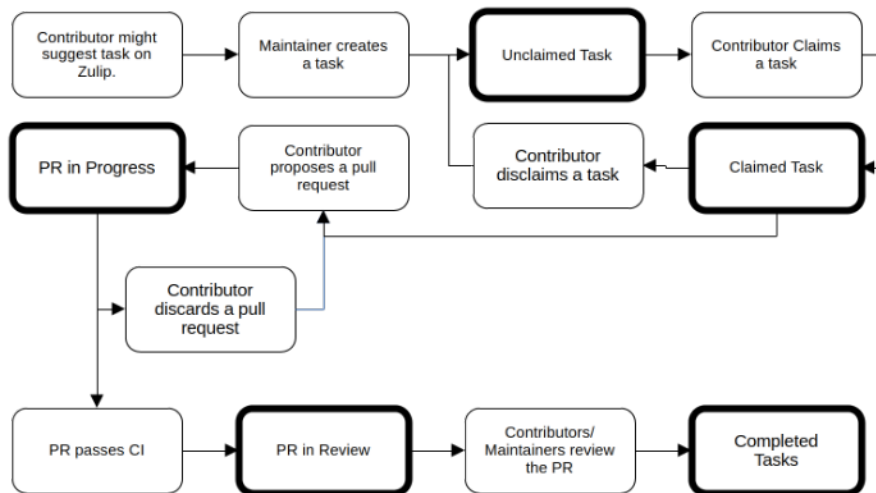 Contributor might
suggest task on
Zulip.
Maintainer creates
a task
Unclaimed Task
Contributor Claims
a task
PR in Progress
Contributor
proposes a pull
request
Contributor
disclaims a task
Claimed Task
Contributor
discards a pull
request
PR passes CI
PR in Review
Contributors/
Maintainers review
the PR
Completed
Tasks